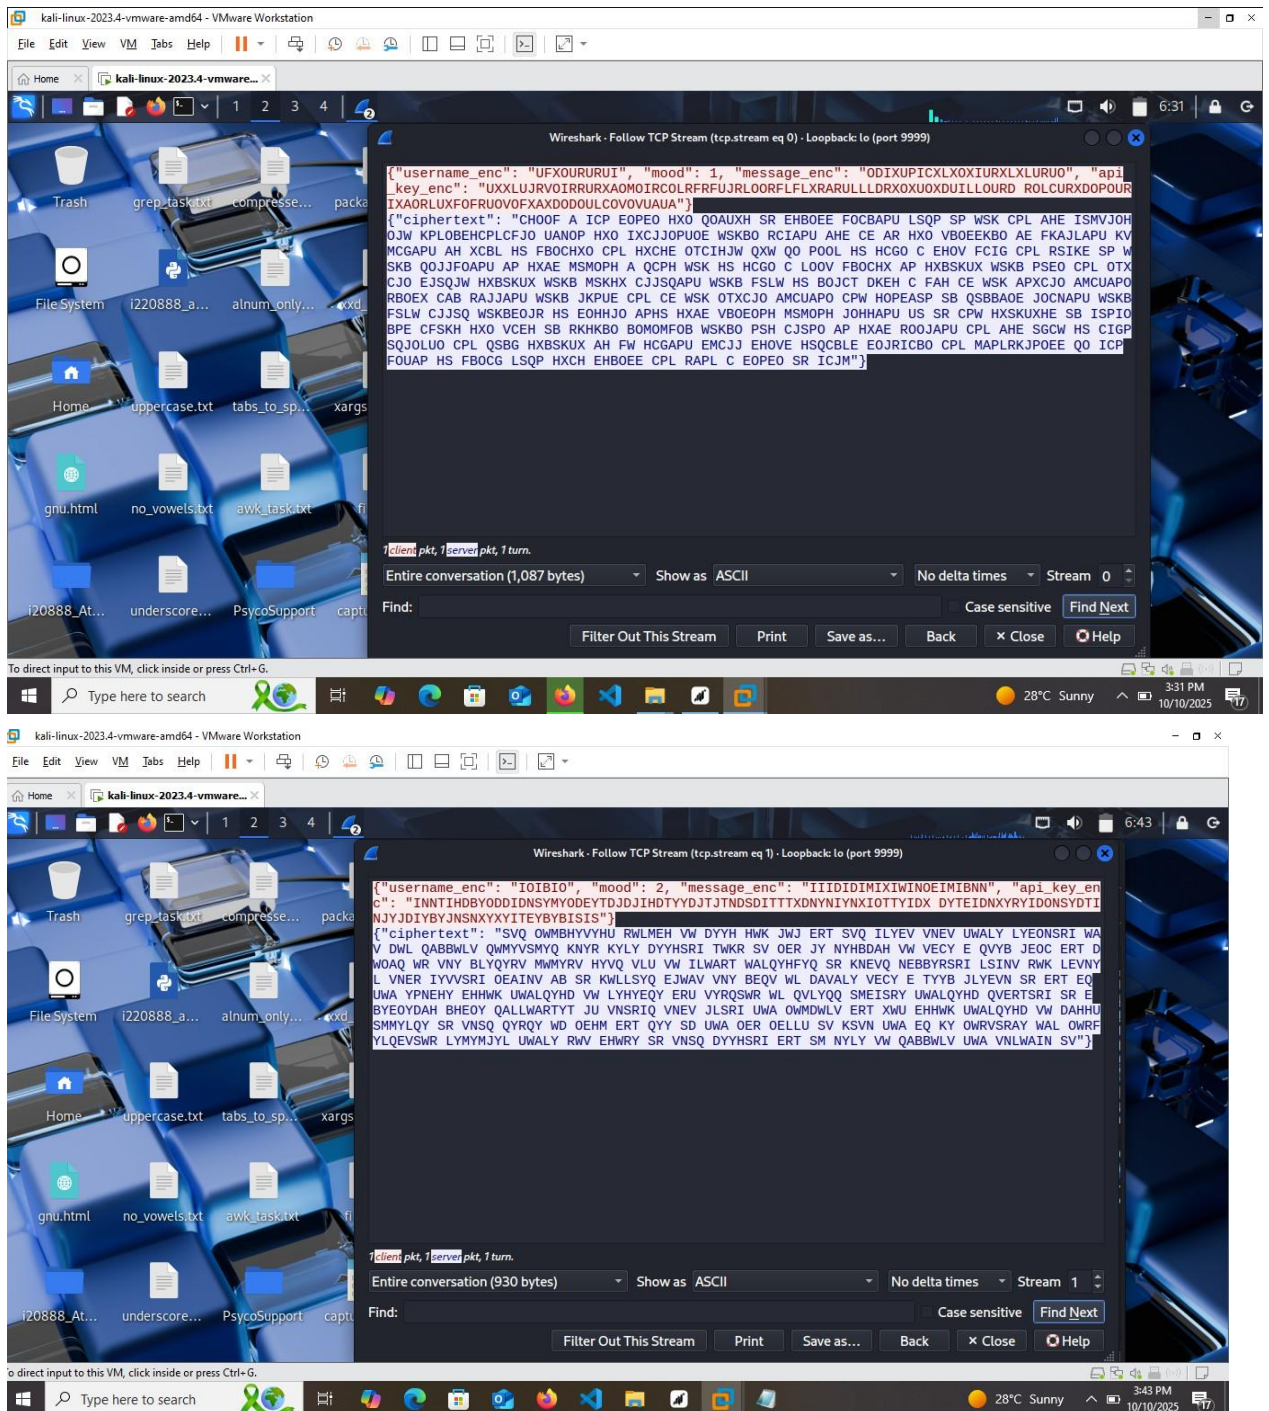 kali-linux-2023.4-vmware-amd64 - VMware Workstation
File Edit View VM Tabs Help
Home
kali-linux-2023.4-vmware...
1 2 3 4
2
6:31
Wireshark · Follow TCP Stream (tcp.stream eq 0) · Loopback: lo (port 9999)
{"username_enc": "UFXOURURUI", "mood": 1, "message_enc": "ODIXUPICXLXOXIURXLXLURUO", "api
_key_enc": "UXXLUJRVOIRRURXAOMOIRCOLRFRFUJRLOORFLFLXRARULLLDRXOXUOXDUILLOURD ROLCURXDOPOUR
IXAORLUXFOFRUOVOFXAXDODOULCOVOVUAUA"}
{"ciphertext": "CHOOF A ICP EOPEO HXO QOAUXH SR EHBOEE FOCBAPU LSQP SP WSK CPL AHE ISMVJOH
OJW KPLOBEHCPLCFJO UANOP HXO IXCJJOPUOE WSKBO RCIAPU AHE CE AR HXO VBOEEKBO AE FKAJLAPU KV
MCGAPU AH XCBL HS FBOCHXO CPL HXCHE OTCIHJW QXW QO POOL HS HCGO C EHOV FCIG CPL RSIKE SP W
SKB QOJJFOAPU AP HXAE MSMOPH A QCPH WSK HS HCGO C LOOV FBOCHX AP HXBSKUX WSKB PSEO CPL OTX
CJO EJSQJW HXBSKUX WSKB MSKHX CJJSQAPU WSKB FSLW HS BOJCT DKEH C FAH CE WSK APXCJO AMCUAPO
RBOEX CAB RAJJAPU WSKB JKPUE CPL CE WSK OTXCJO AMCUAPO CPW HOPEASP SB QSBBAOE JOCNAPU WSKB
FSLW CJJSQ WSKBEOJR HS EOHHJO APHS HXAE VBOEOPH MSMOPH JOHHAPU US SR CPW HXSKUXHE SB ISPIO
BPE CFSKH HXO VCEH SB RKHKBO BOMOMFOB WSKBO PSH CJSPO AP HXAE ROOJAPU CPL AHE SGCW HS CIGP
SQJOLUO CPL QSBG HXBSKUX AH FW HCGAPU EMCJJ EHOVE HSQCBLE EOJRICBO CPL MAPLRKJPOEE QO ICP
FOUAP HS FBOCG LSQP HXCH EHBOEE CPL RAPL C EOPEO SR ICJM"}
Trash
grep_task.txt
compresse...
packa
File System
i220888_a...
alnum_only...
cxd_
Home
uppercase.txt
tabs_to_sp...
xargs
gnu.html
no_vowels.txt
awk_task.txt
fi
i20888_At...
underscore...
PsycoSupport
captu
1 client pkt, 1 server pkt, 1 turn.
Entire conversation (1,087 bytes)
Show as ASCII
No delta times
Stream 0
Find:
Case sensitive
Find Next
Filter Out This Stream
Print
Save as...
Back
× Close
Help
To direct input to this VM, click inside or press Ctrl+G.
Type here to search
28°C Sunny
3:31 PM
10/10/2025
17
kali-linux-2023.4-vmware-amd64 - VMware Workstation
File Edit View VM Tabs Help
Home
kali-linux-2023.4-vmware...
1 2 3 4
2
6:43
Wireshark · Follow TCP Stream (tcp.stream eq 1) · Loopback: lo (port 9999)
{"username_enc": "IOIBIO", "mood": 2, "message_enc": "IIIDIDIMIXIWINOEIMIBNN", "api_key_en
c": "INNTIHDBYODDIDNSYMYODEYTDJDJIHDTYYDJTJTNDSDITTTXDNYNIYNXIOTTYIDX DYTEIDNXYRYIDONSYDTI
NJYJDIYBYJNSNXYXYITEYBYBISIS"}
{"ciphertext": "SVQ OWMBHYVYHU RWLMEH VW DYYH HWK JWJ ERT SVQ ILYEV VNEV UWALY LYEONSRI WA
V DWL QABBWLV QWMYVSMYQ KNYR KYLY DYYHSRI TWKR SV OER JY NYHBDAH VW VECY E QVYB JEOC ERT D
WOAQ WR VNY BLYQYRV MWMYRV HYVQ VLU VW ILWART WALQYHFYQ SR KNEVQ NEBBYRSRI LSINV RWK LEVNY
L VNER IYVVSRI OEAINV AB SR KWLLSYQ EJWAV VNY BEQV WL DAVALY VECY E TYYB JLYEVN SR ERT EQ
UWA YPNEHY EHHWK UWALQYHD VW LYHYEQY ERU VYRQSWR WL QVLYQQ SMEISRY UWALQYHD QVERTSRI SR E
BYEOYDAH BHEOY QALLWARTYT JU VNSRIQ VNEV JLSRI UWA OWMDWLV ERT XWU EHHWK UWALQYHD VW DAHHU
SMMYLQY SR VNSQ QYRQY WD OEHM ERT QYY SD UWA OER OELLU SV KSVN UWA EQ KY OWRVSRAY WAL OWRF
YLQEVSWR LYMYMJYL UWALY RWV EHWRY SR VNSQ DYYHSRI ERT SM NYLY VW QABBWLV UWA VNLWAIN SV"}
Trash
grep_task.txt
compresse...
packa
File System
i220888_a...
alnum_only...
cxd_
Home
uppercase.txt
tabs_to_sp...
xargs
gnu.html
no_vowels.txt
awk_task.txt
fi
i20888_At...
underscore...
PsycoSupport
captu
1 client pkt, 1 server pkt, 1 turn.
Entire conversation (930 bytes)
Show as ASCII
No delta times
Stream 1
Find:
Case sensitive
Find Next
Filter Out This Stream
Print
Save as...
Back
× Close
Help
o direct input to this VM, click inside or press Ctrl+G.
Type here to search
28°C Sunny
3:43 PM
10/10/2025
17